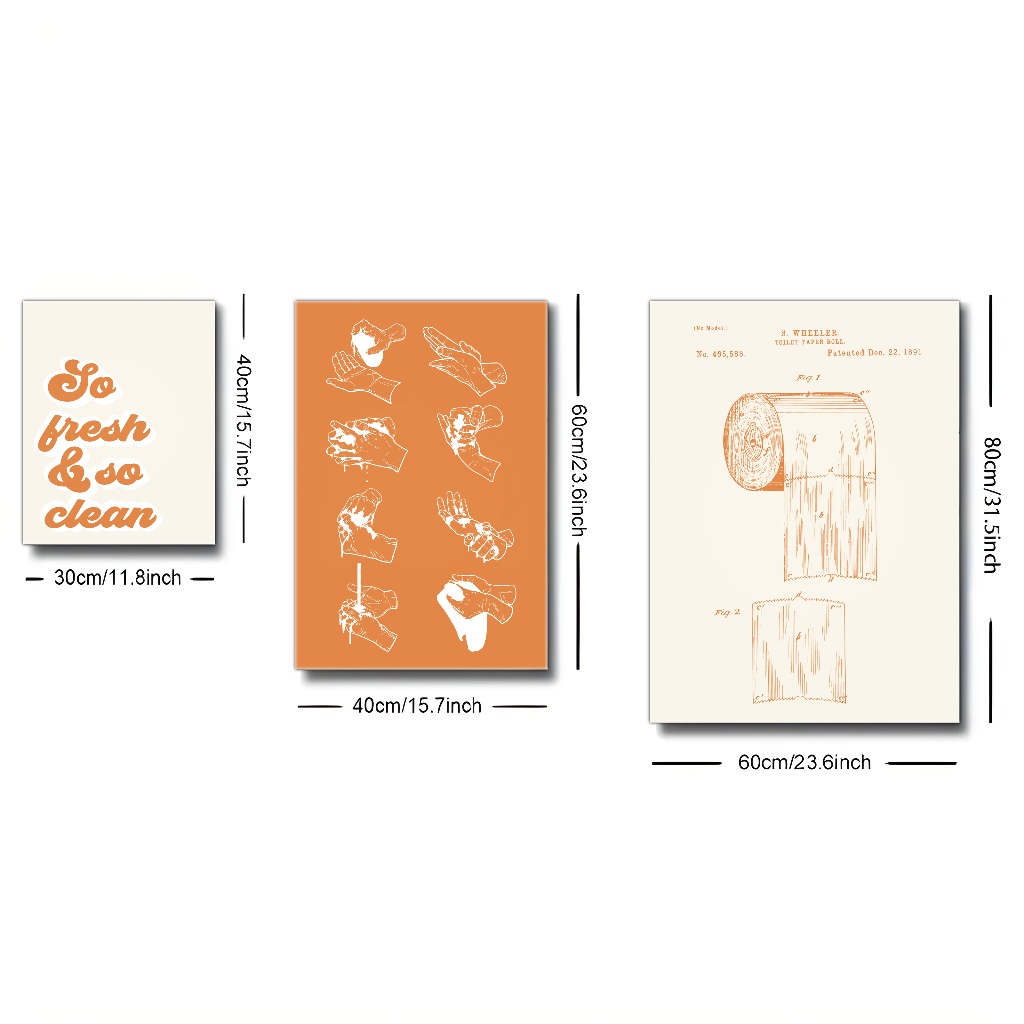 So
fresh
& so
clean
40cm/15.7inch
30cm/11.8inch
60cm/23.6inch
40cm/15.7inch
(No Model.)
S. WHEELER.
TOILET PAPER ROLL.
No. 465,588.
Patented Dec. 22, 1891
Fig. 1
b
b
Fig. 2
d
b
80cm/31.5inch
60cm/23.6inch